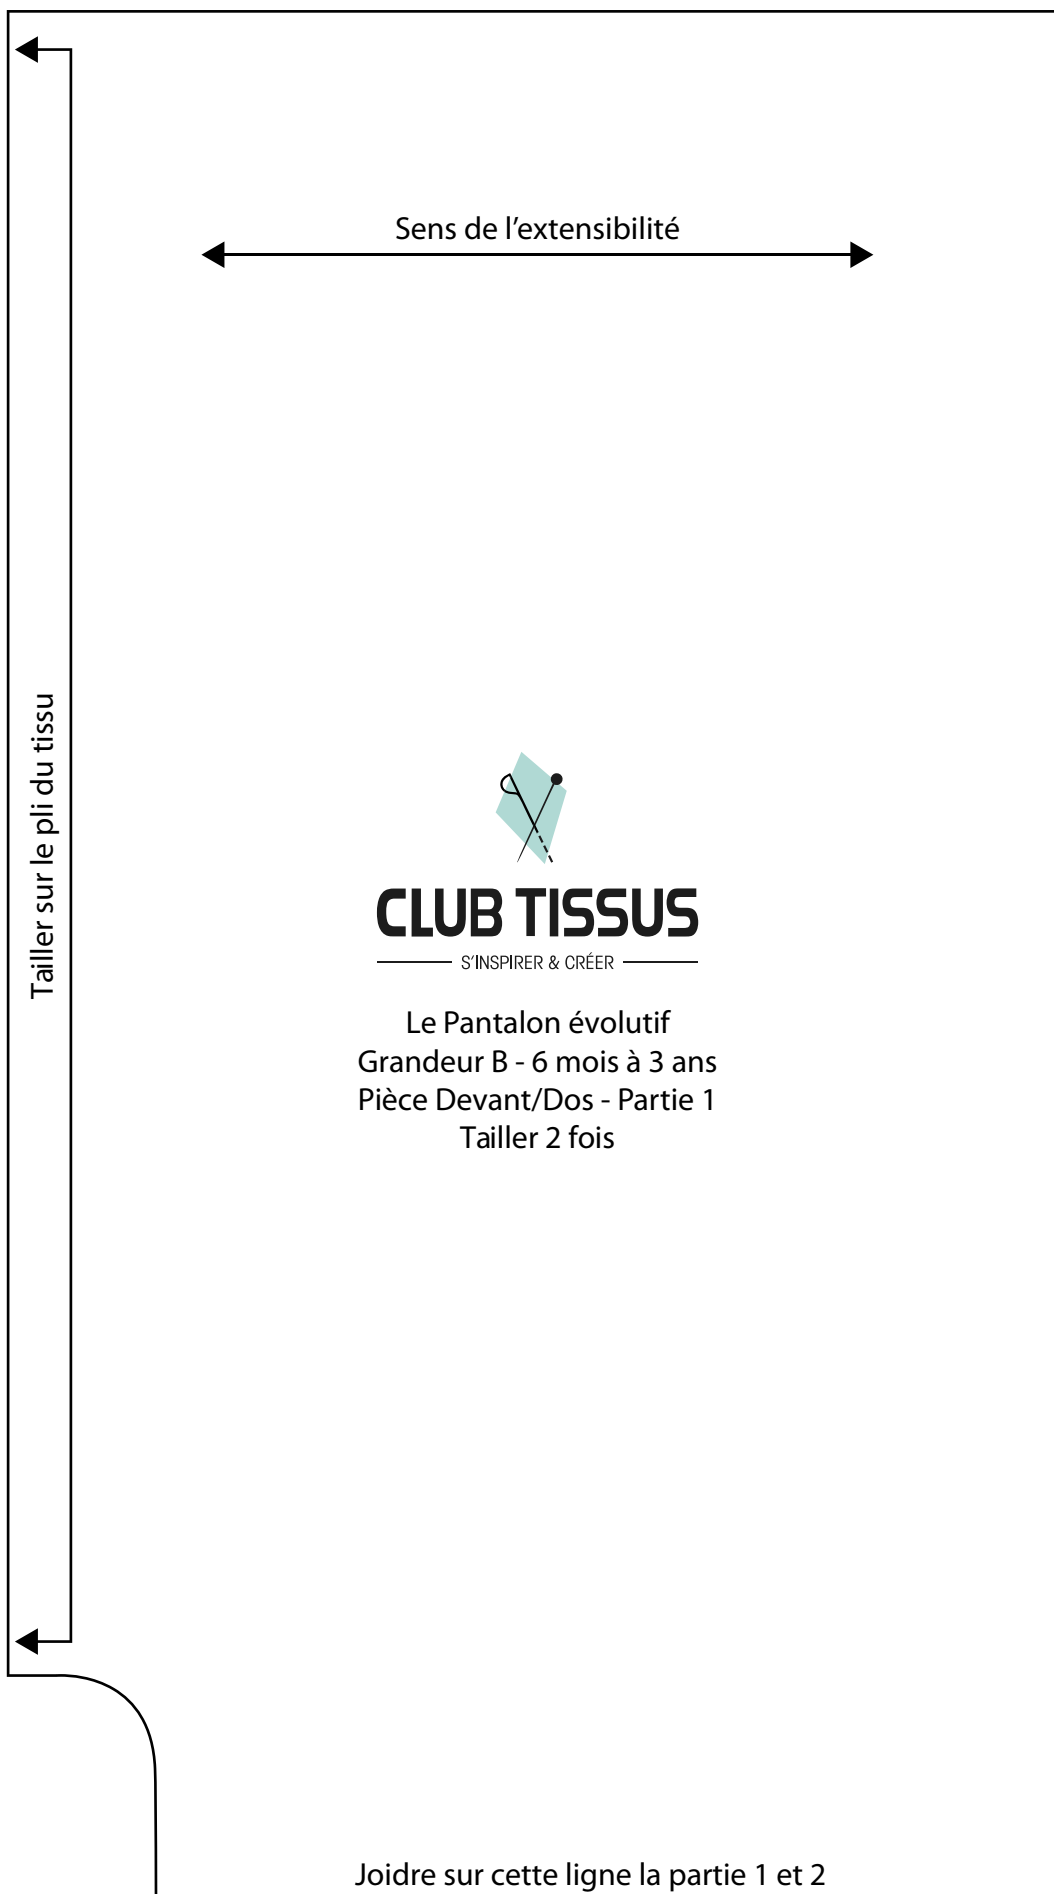 Sens de l'extensibilité
Tailler sur le pli du tissu
CLUB TISSUS
S'INSPIRER & CRÉER
Le Pantalon évolutif
Grandeur B - 6 mois à 3 ans
Pièce Devant/Dos - Partie 1
Tailler 2 fois
Joidre sur cette ligne la partie 1 et 2